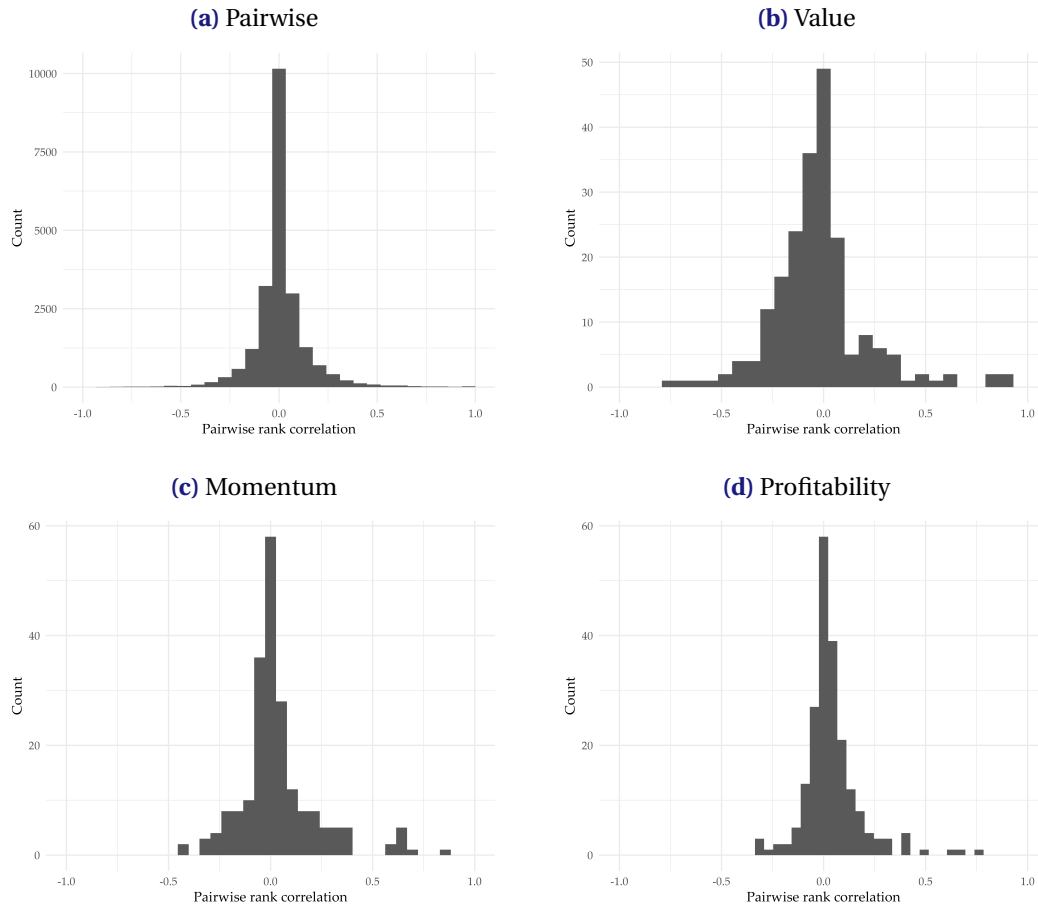 (a) Pairwise
10000
7500
5000
2500
0
Count
-1.0 -0.5 0.0 0.5 1.0
Pairwise rank correlation
(b) Value
50
40
30
20
10
0
Count
-1.0 -0.5 0.0 0.5 1.0
Pairwise rank correlation
(c) Momentum
60
40
20
0
Count
-1.0 -0.5 0.0 0.5 1.0
Pairwise rank correlation
(d) Profitability
60
40
20
0
Count
-1.0 -0.5 0.0 0.5 1.0
Pairwise rank correlation